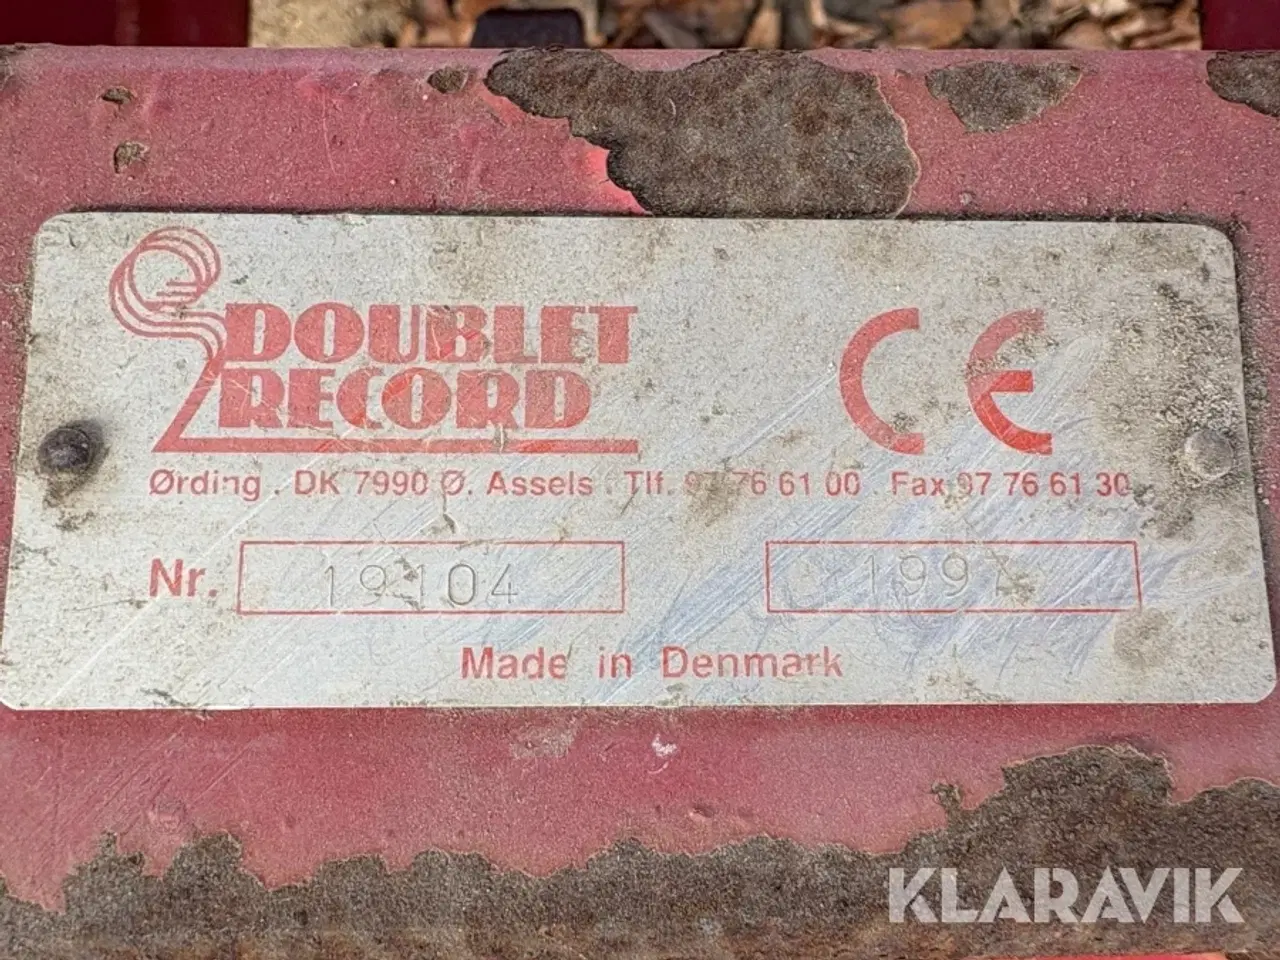 DOUBLET
RECORD
CE
Ørding . DK 7990 Ø. Assels . Tlf. 97 76 61 00 . Fax 97 76 61 30
Nr. 19104 1997
Made in Denmark
KLARAVIK